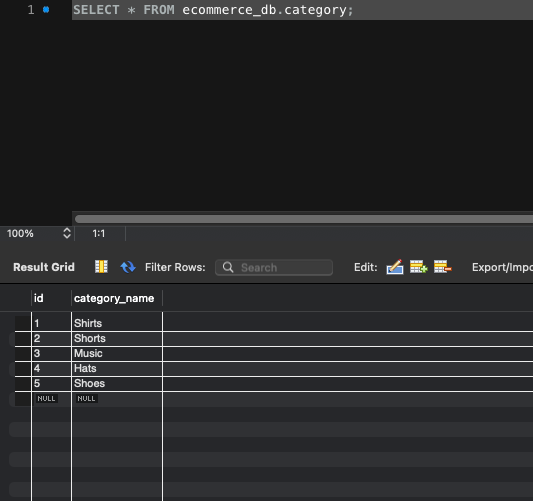 1 SELECT * FROM ecommerce_db.category;
100% 1:1
Result Grid Filter Rows: Search Edit: Export/Impo
id category_name
1 Shirts
2 Shorts
3 Music
4 Hats
5 Shoes
NULL NULL